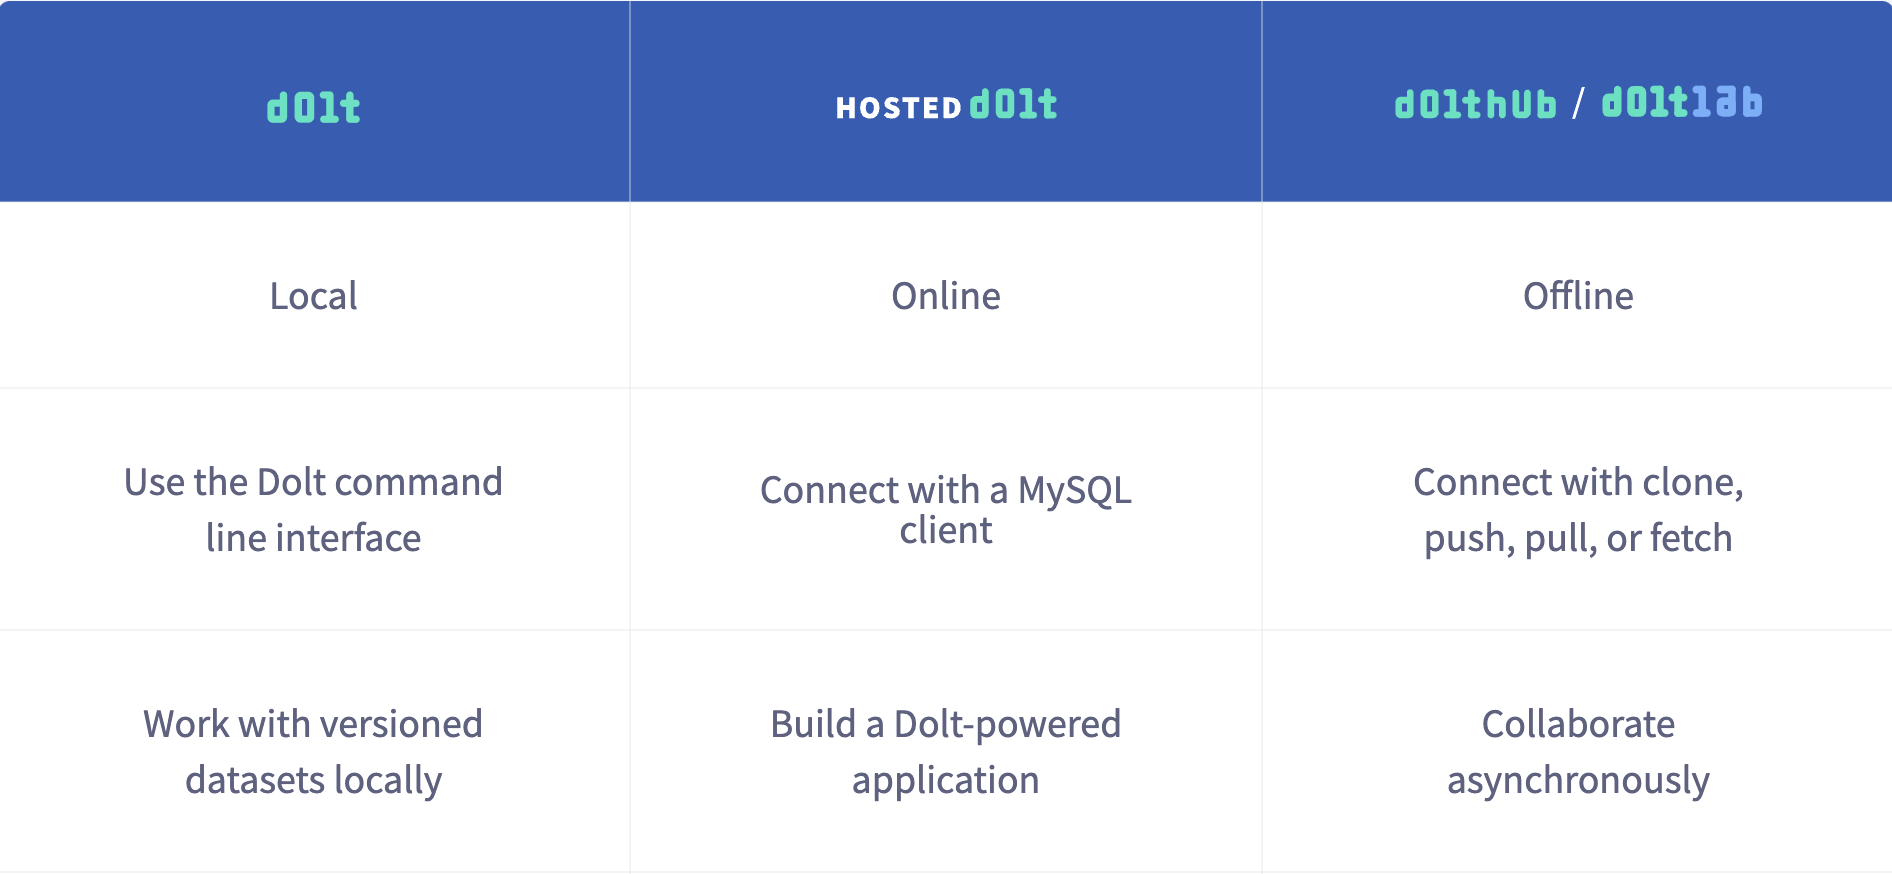 dolt
HOSTED dolt
dolthub / doltlab
Local
Online
Offline
Use the Dolt command
line interface
Connect with a MySQL
client
Connect with clone,
push, pull, or fetch
Work with versioned
datasets locally
Build a Dolt-powered
application
Collaborate
asynchronously